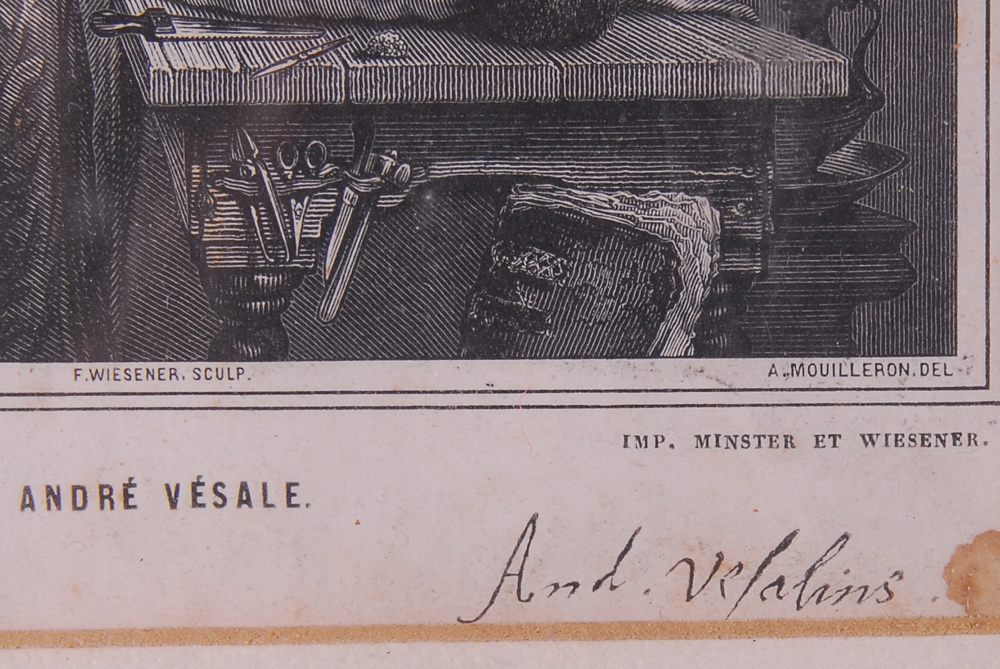 F. WIESENER. SCULP.
A. MOUILLERON. DEL
IMP. MINSTER ET WIESENER.
ANDRÉ VÉSALE.
And. Vesalius